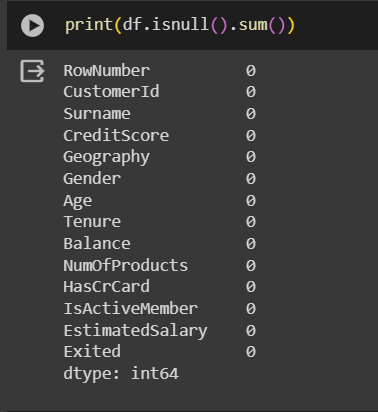 print(df.isnull().sum())
RowNumber 0
CustomerId 0
Surname 0
CreditScore 0
Geography 0
Gender 0
Age 0
Tenure 0
Balance 0
NumOfProducts 0
HasCrCard 0
IsActiveMember 0
EstimatedSalary 0
Exited 0
dtype: int64